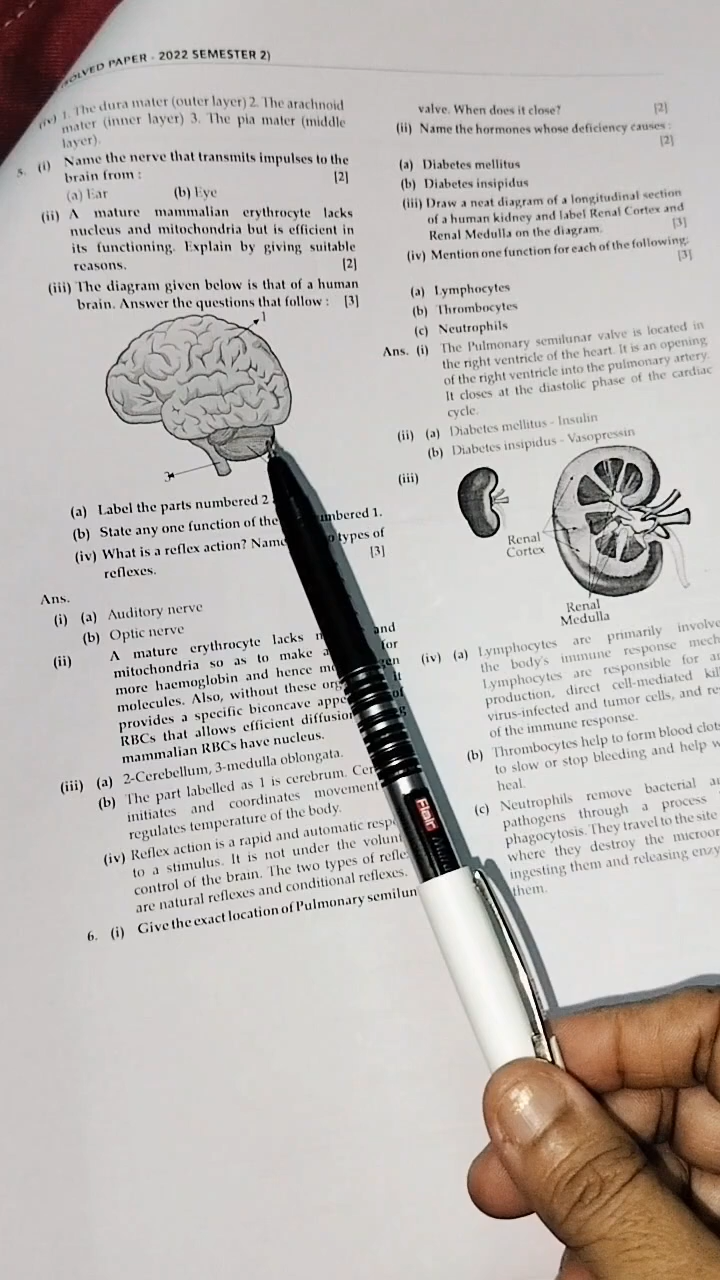 SOLVED PAPER - 2022 SEMESTER 2)
(iv) 1. The dura mater (outer layer) 2. The arachnoid
mater (inner layer) 3. The pia mater (middle
layer).
5. (i) Name the nerve that transmits impulses to the
brain from : [2]
(a) Ear (b) Eye
(ii) A mature mammalian erythrocyte lacks
nucleus and mitochondria but is efficient in
its functioning. Explain by giving suitable
reasons. [2]
(iii) The diagram given below is that of a human
brain. Answer the questions that follow : [3]
1
3
(a) Label the parts numbered 2
(b) State any one function of the mbered 1.
(iv) What is a reflex action? Name types of
reflexes. [3]
Ans.
(i) (a) Auditory nerve
(b) Optic nerve
(ii) A mature erythrocyte lacks and
mitochondria so as to make for
more haemoglobin and hence
molecules. Also, without these it
provides a specific biconcave of
RBCs that allows efficient
mammalian RBCs have nucleus.
(iii) (a) 2-Cerebellum, 3-medulla oblongata.
(b) The part labelled as 1 is cerebrum.
initiates and coordinates movement
regulates temperature of the body.
(iv) Reflex action is a rapid and automatic
to a stimulus. It is not under the
control of the brain. The two types of
are natural reflexes and conditional reflexes.
6. (i) Give the exact location of Pulmonary semilun
valve. When does it close? [2]
(ii) Name the hormones whose deficiency causes :
[2]
(a) Diabetes mellitus
(b) Diabetes insipidus
(iii) Draw a neat diagram of a longitudinal section
of a human kidney and label Renal Cortex and
Renal Medulla on the diagram. [3]
(iv) Mention one function for each of the following:
[3]
(a) Lymphocytes
(b) Thrombocytes
(c) Neutrophils
Ans. (i) The Pulmonary semilunar valve is located in
the right ventricle of the heart. It is an opening
of the right ventricle into the pulmonary artery.
It closes at the diastolic phase of the cardiac
cycle.
(ii) (a) Diabetes mellitus - Insulin
(b) Diabetes insipidus - Vasopressin
(iii)
Renal
Cortex
Renal
Medulla
(iv) (a) Lymphocytes are primarily involve
the body's immune response mech
Lymphocytes are responsible for
production, direct cell-mediated
virus-infected and tumor cells, and
of the immune response.
(b) Thrombocytes help to form blood clots
to slow or stop bleeding and help
heal.
(c) Neutrophils remove bacterial
pathogens through a process
phagocytosis. They travel to the site
where they destroy the
ingesting them and releasing
them.
Flair